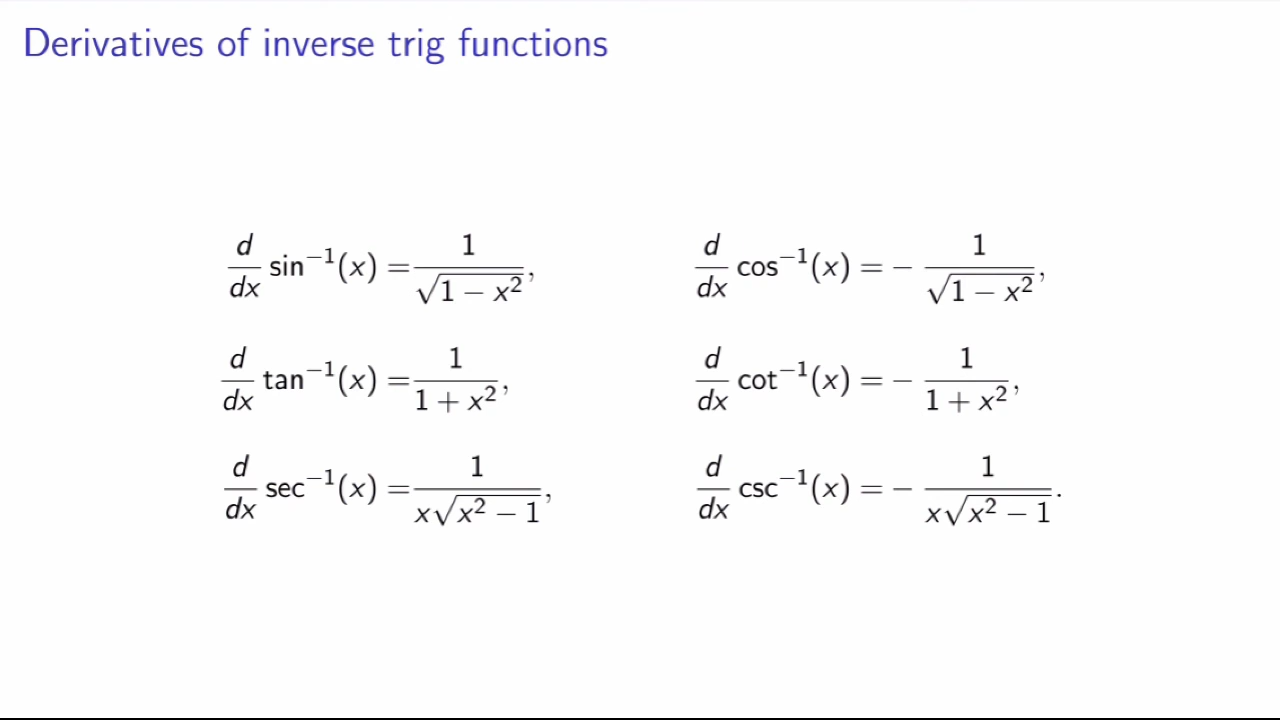 Derivatives of inverse trig functions
d/dx sin⁻¹(x) = 1/√(1 − x²), d/dx cos⁻¹(x) = − 1/√(1 − x²),
d/dx tan⁻¹(x) = 1/(1 + x²), d/dx cot⁻¹(x) = − 1/(1 + x²),
d/dx sec⁻¹(x) = 1/(x√(x² − 1)), d/dx csc⁻¹(x) = − 1/(x√(x² − 1)).